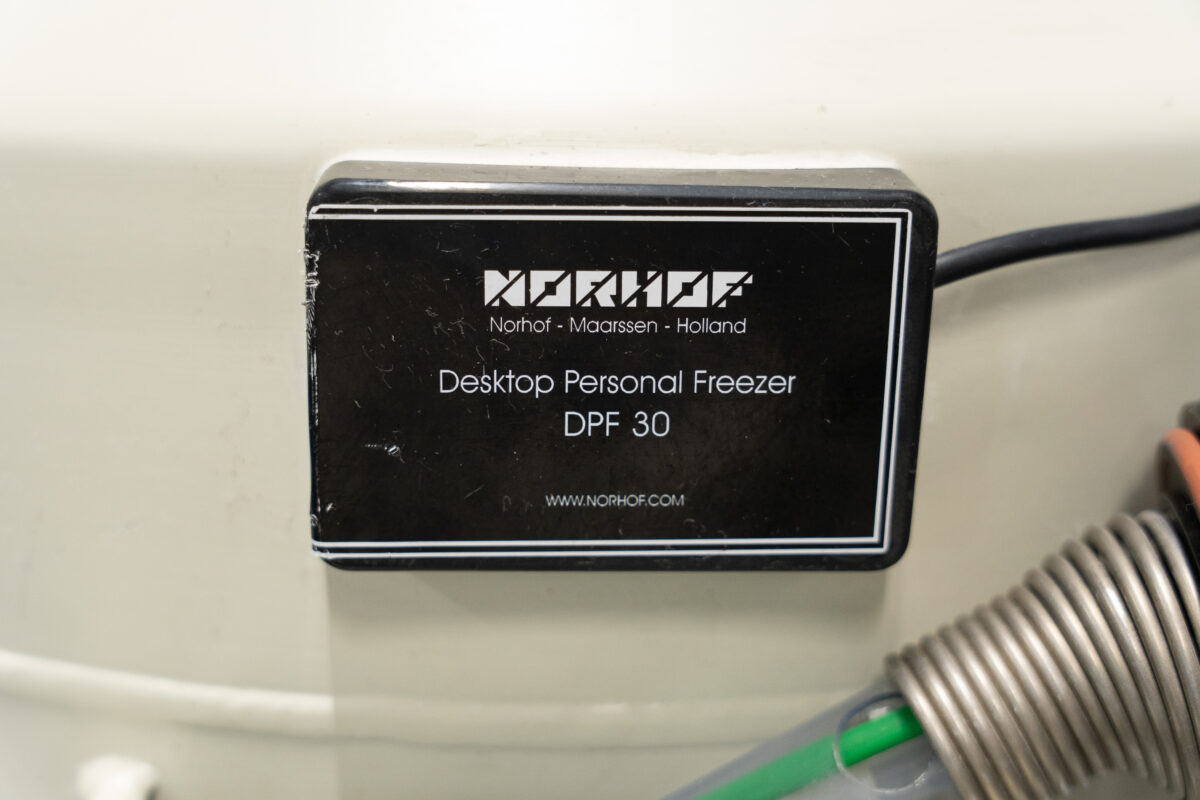 NORHOF
Norhof - Maarssen - Holland
Desktop Personal Freezer
DPF 30
WWW.NORHOF.COM